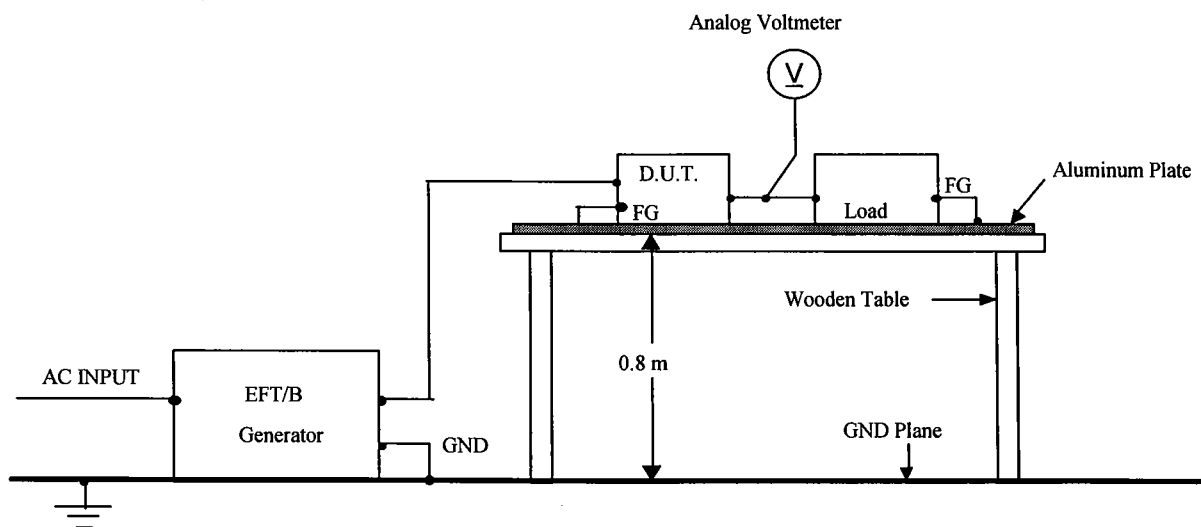 Analog Voltmeter
V
D.U.T.
FG
Load
FG
Aluminum Plate
Wooden Table
0.8 m
AC INPUT
EFT/B
Generator
GND
GND Plane